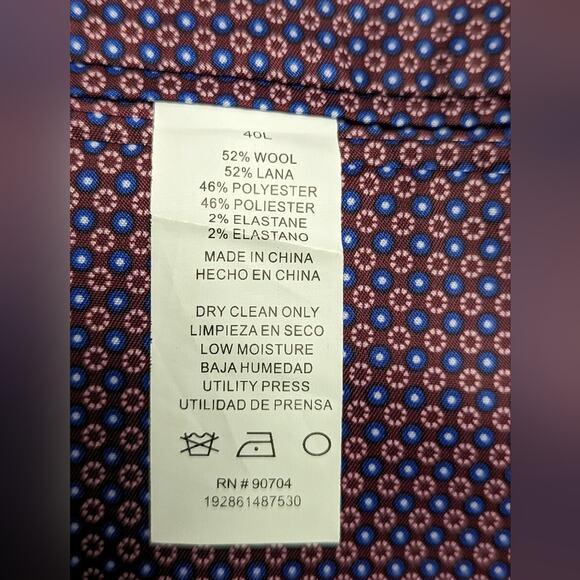 40L
52% WOOL
52% LANA
46% POLYESTER
46% POLIESTER
2% ELASTANE
2% ELASTANO
MADE IN CHINA
HECHO EN CHINA
DRY CLEAN ONLY
LIMPIEZA EN SECO
LOW MOISTURE
BAJA HUMEDAD
UTILITY PRESS
UTILIDAD DE PRENSA
RN # 90704
192861487530